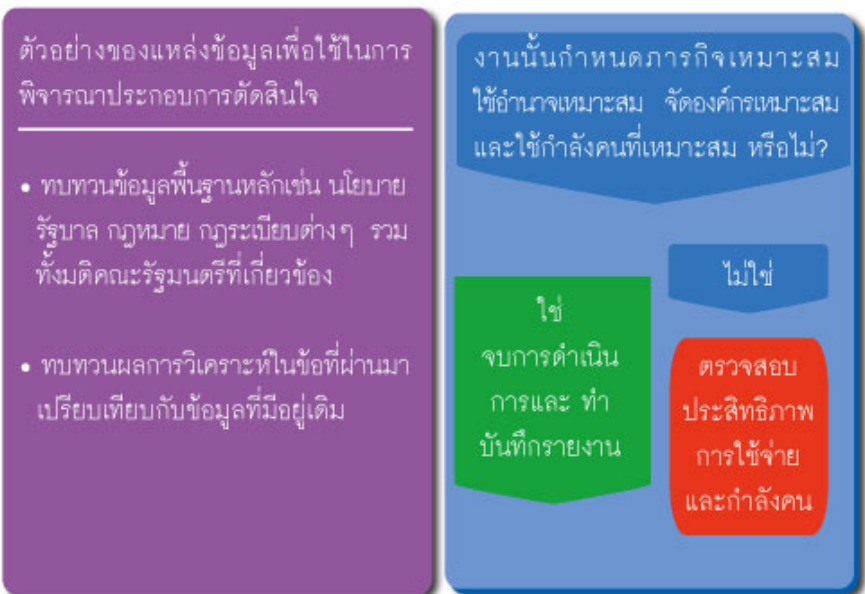 ตัวอย่างของแหล่งข้อมูลเพื่อใช้ในการ
พิจารณาประกอบการตัดสินใจ
• ทบทวนข้อมูลพื้นฐานหลักเช่น นโยบาย
รัฐบาล กฎหมาย กฎระเบียบต่างๆ รวม
ทั้งมติคณะรัฐมนตรีที่เกี่ยวข้อง
• ทบทวนผลการวิเคราะห์ในข้อที่ผ่านมา
เปรียบเทียบกับข้อมูลที่มีอยู่เดิม
งานนั้นกำหนดภารกิจเหมาะสม
ใช้อำนาจเหมาะสม จัดองค์กรเหมาะสม
และใช้กำลังคนที่เหมาะสม หรือไม่?
ใช่
จบการดำเนิน
การและ ทำ
บันทึกรายงาน
ไม่ใช่
ตรวจสอบ
ประสิทธิภาพ
การใช้จ่าย
และกำลังคน